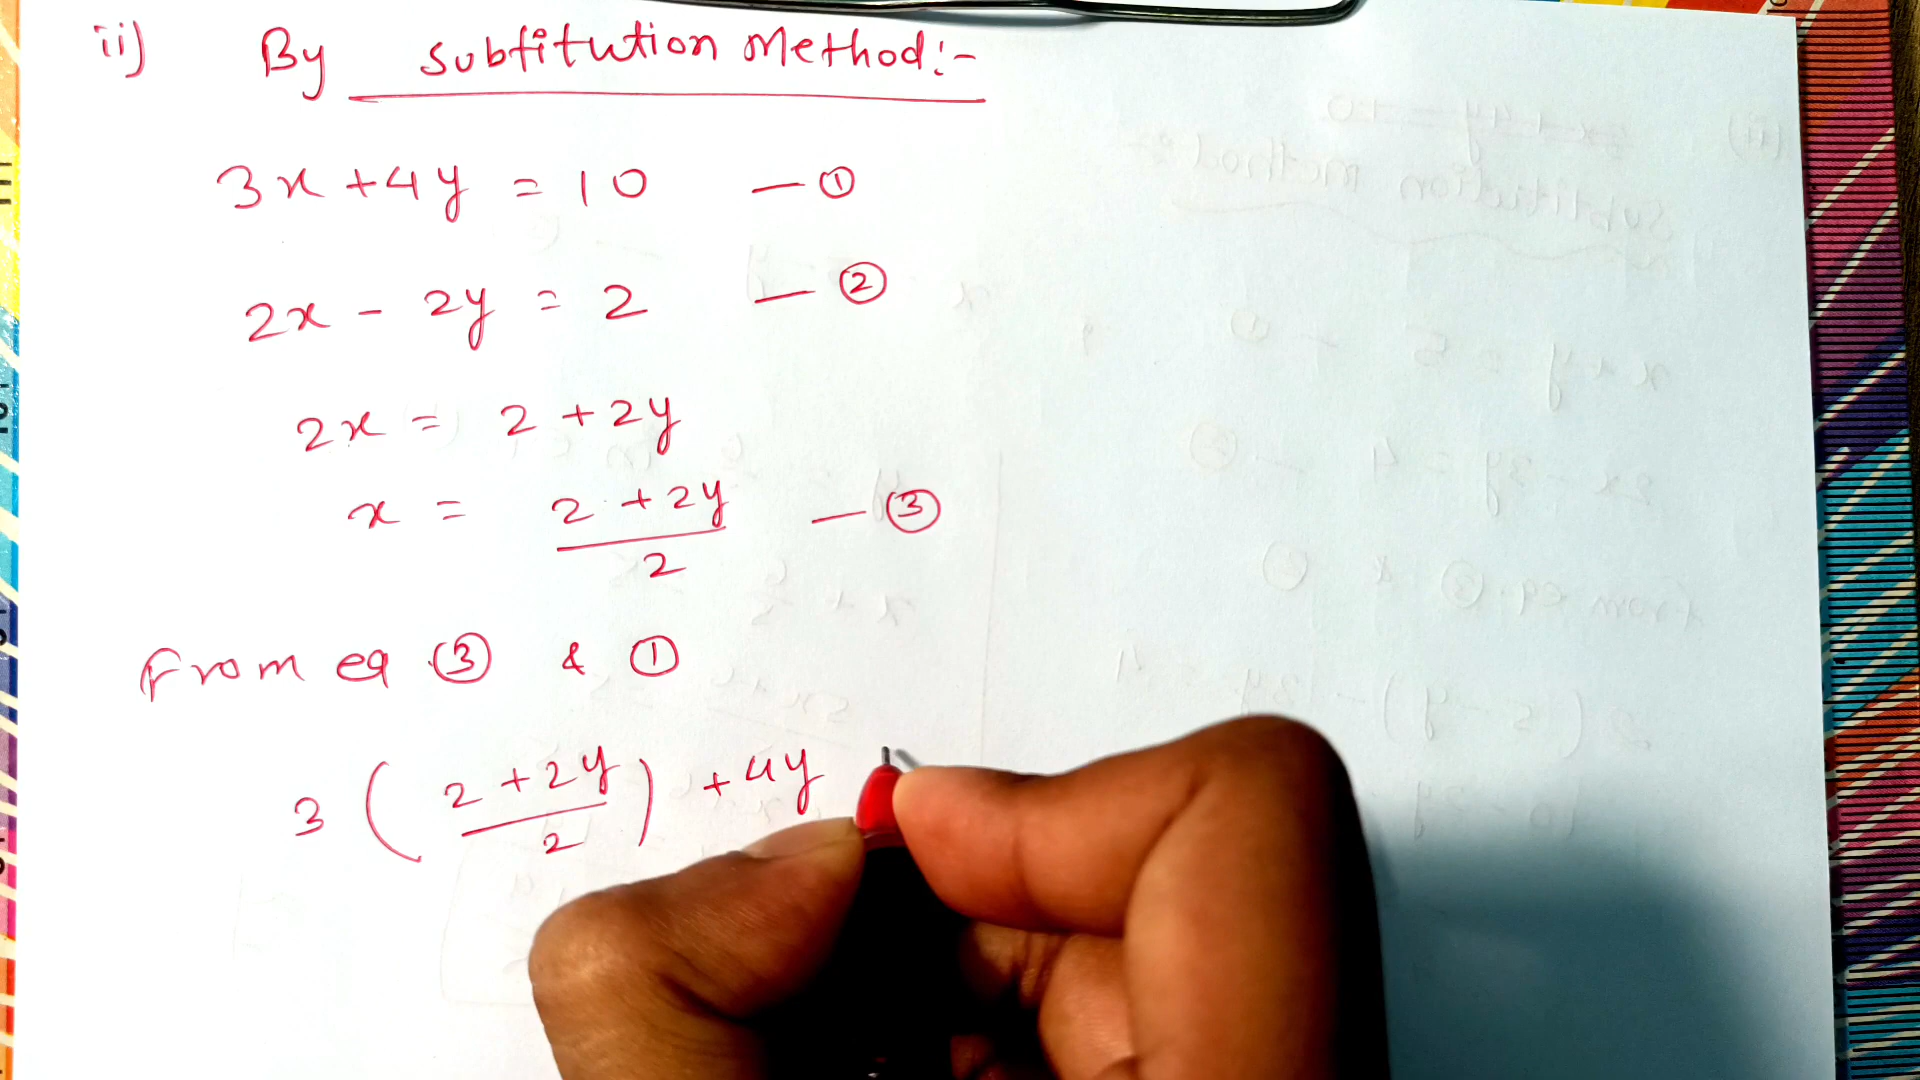 ii) By subtitution Method:-
3x + 4y = 10 — ①
2x - 2y = 2 — ②
2x = 2 + 2y
x = (2 + 2y)/2 — ③
From eq ③ & ①
3 ((2 + 2y)/2) + 4y